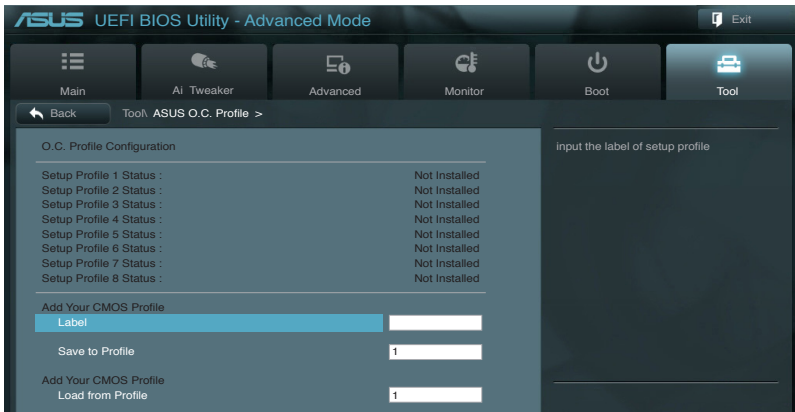 ASUS UEFI BIOS Utility - Advanced Mode
Exit
Main
Ai Tweaker
Advanced
Monitor
Boot
Tool
Back
Tool\ ASUS O.C. Profile >
O.C. Profile Configuration
input the label of setup profile
Setup Profile 1 Status : Not Installed
Setup Profile 2 Status : Not Installed
Setup Profile 3 Status : Not Installed
Setup Profile 4 Status : Not Installed
Setup Profile 5 Status : Not Installed
Setup Profile 6 Status : Not Installed
Setup Profile 7 Status : Not Installed
Setup Profile 8 Status : Not Installed
Add Your CMOS Profile
Label
Save to Profile 1
Add Your CMOS Profile
Load from Profile 1